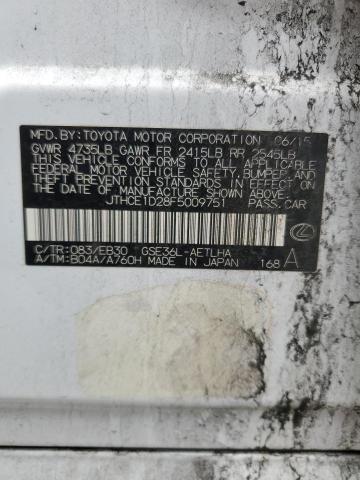 MFD.BY:TOYOTA MOTOR CORPORATION 06/15
GVWR 4735LB GAWR FR 2415LB RR 2545LB
THIS VEHICLE CONFORMS TO ALL APPLICABLE
FEDERAL MOTOR VEHICLE SAFETY, BUMPER, AND
THEFT PREVENTION STANDARDS IN EFFECT ON
THE DATE OF MANUFACTURE SHOWN ABOVE.
JTHCE1D28F5009751 PASS.CAR
C/TR:083/EB30 GSE36L-AETLHA
A/TM:B04A/A760H MADE IN JAPAN 168 A